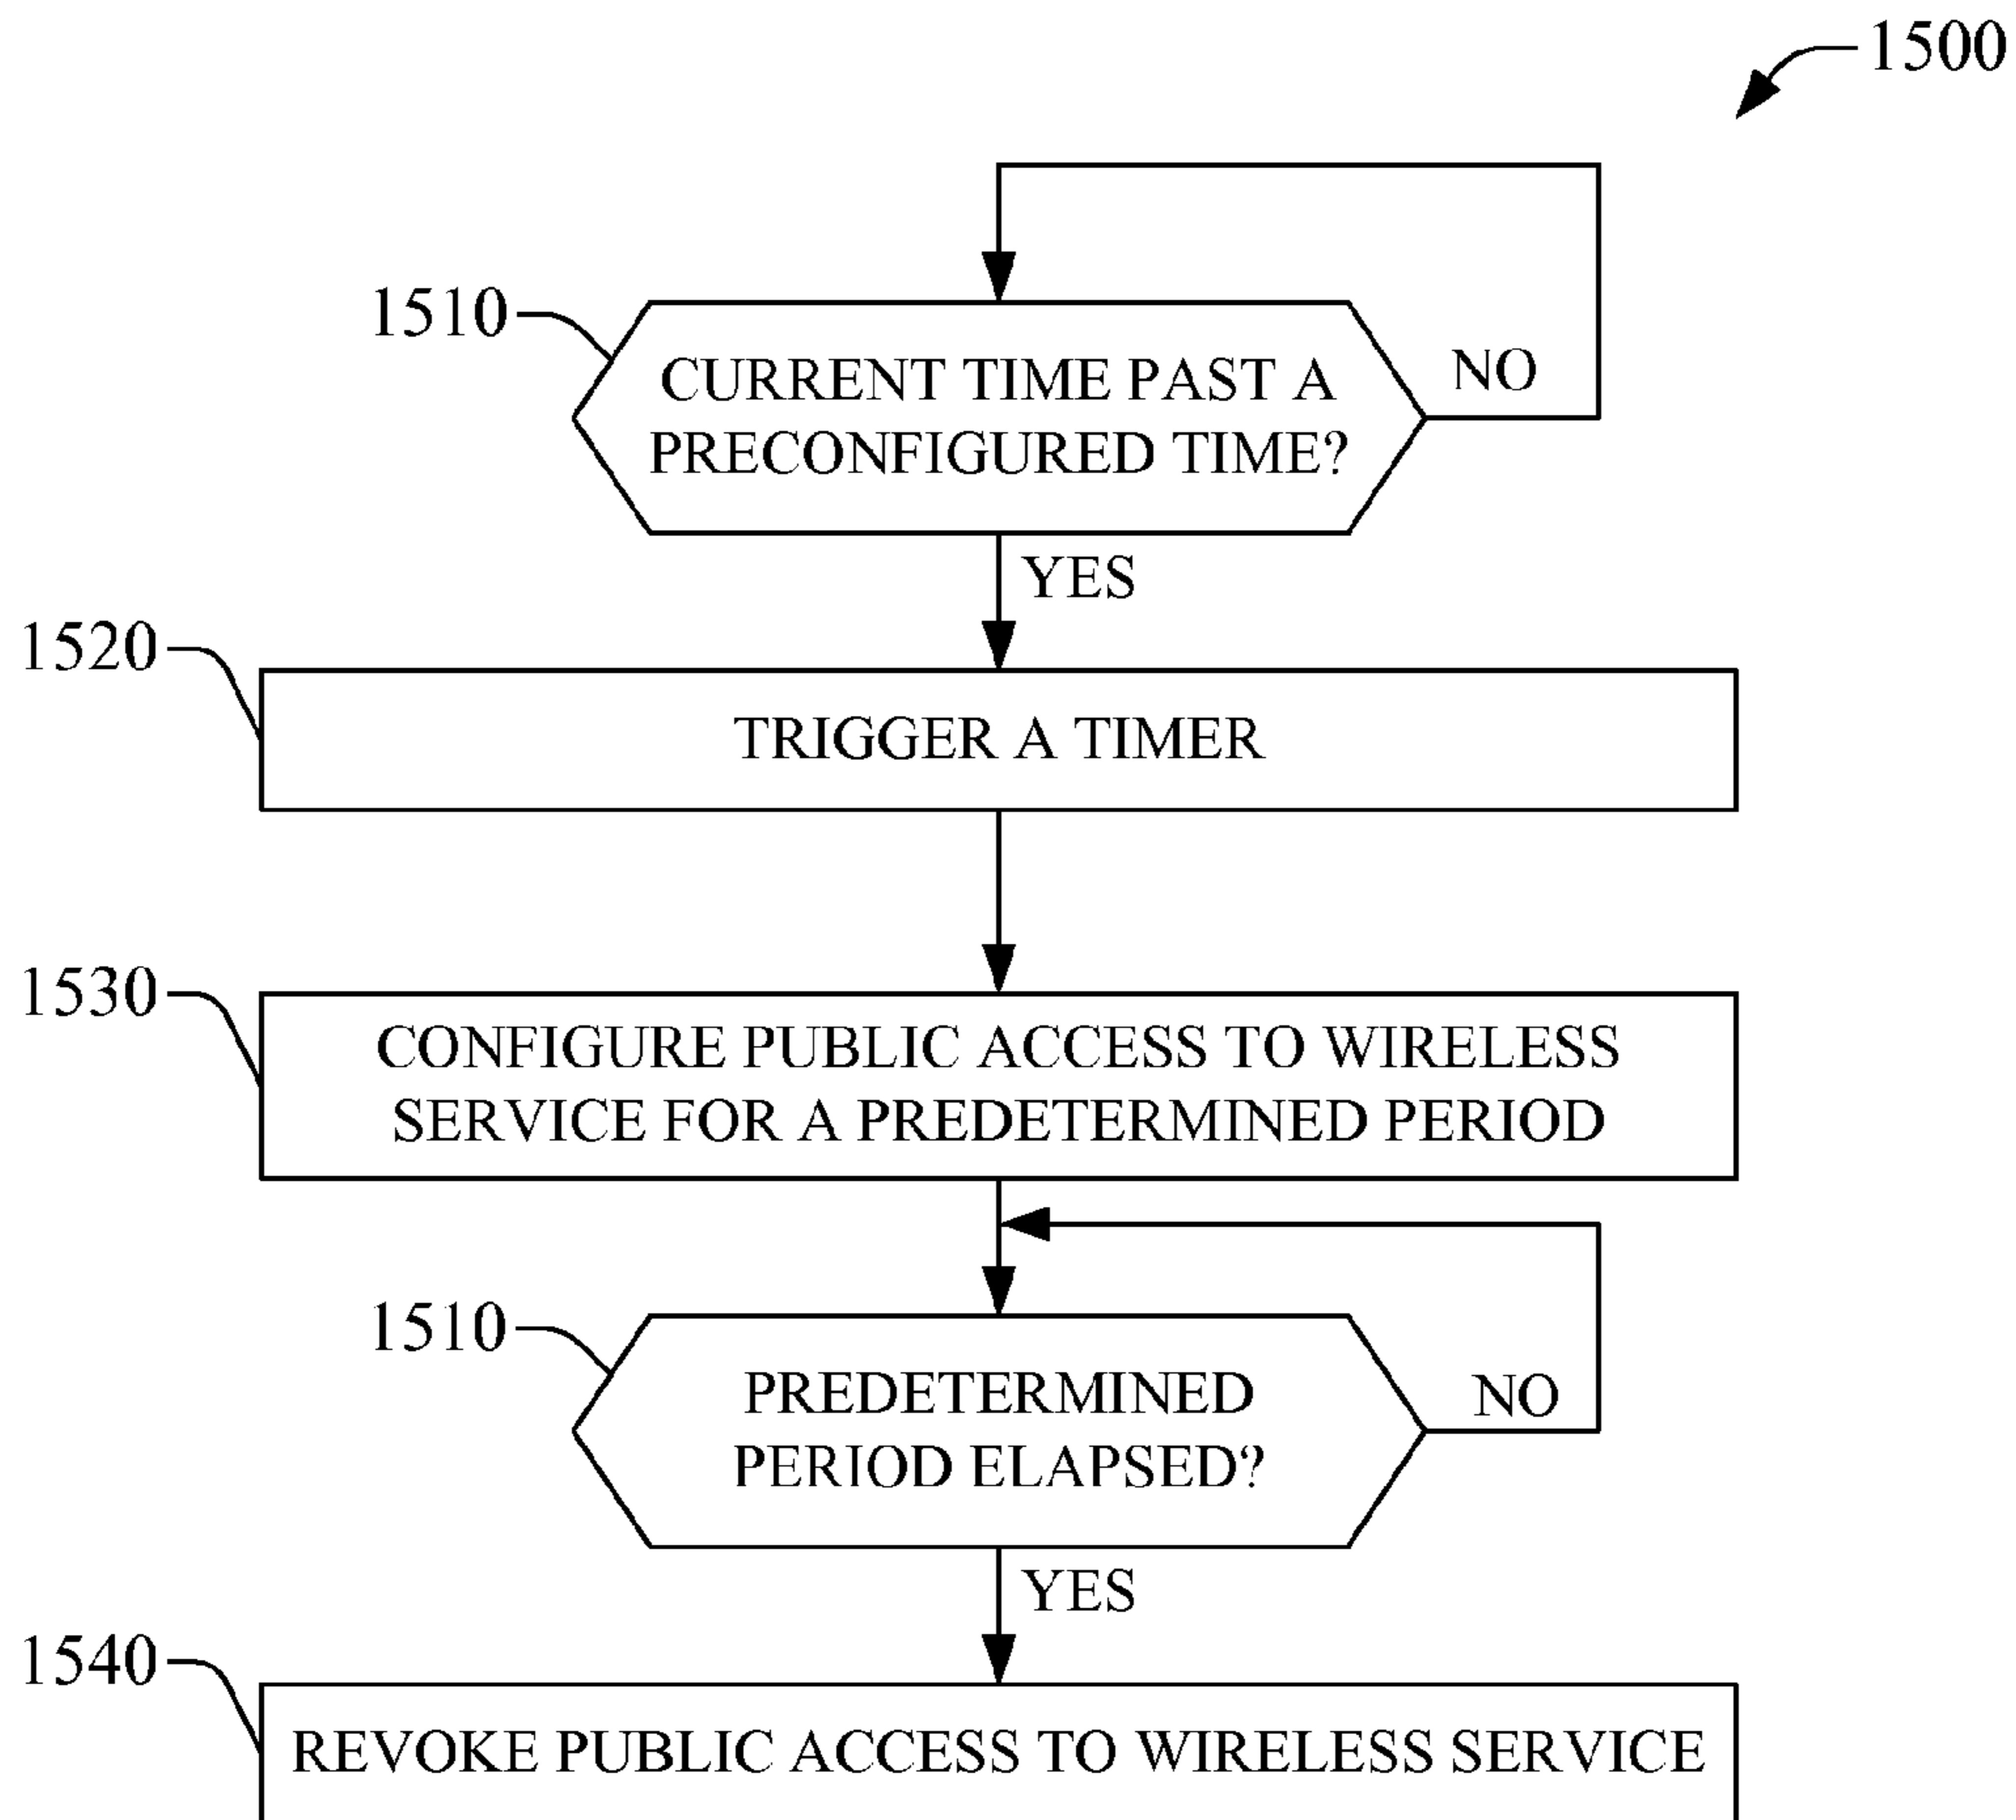 1500
1510
CURRENT TIME PAST A
PRECONFIGURED TIME?
NO
YES
1520
TRIGGER A TIMER
1530
CONFIGURE PUBLIC ACCESS TO WIRELESS
SERVICE FOR A PREDETERMINED PERIOD
1510
PREDETERMINED
PERIOD ELAPSED?
NO
YES
1540
REVOKE PUBLIC ACCESS TO WIRELESS SERVICE